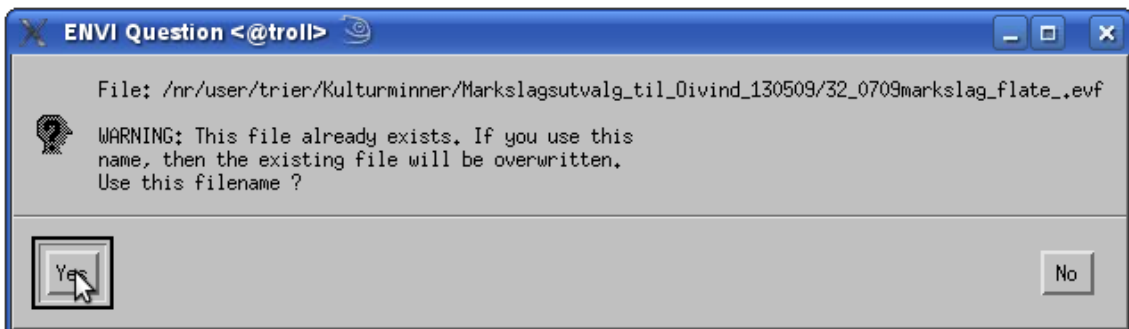 ENVI Question <@troll>
File: /nr/user/trier/Kulturminner/Markslagsutvalg_til_Oivind_130509/32_0709markslag_flate_.evf
WARNING: This file already exists. If you use this
name, then the existing file will be overwritten.
Use this filename ?
Yes
No